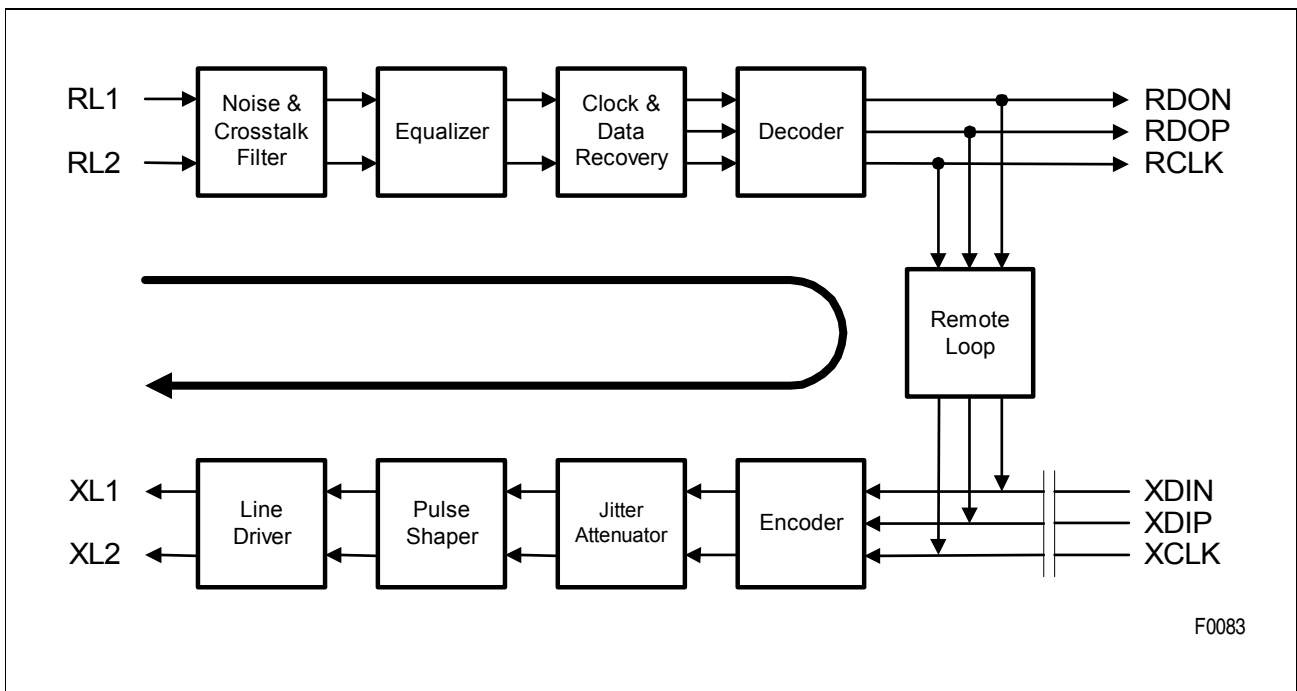 RL1
RL2
Noise &
Crosstalk
Filter
Equalizer
Clock &
Data
Recovery
Decoder
RDON
RDOP
RCLK
Remote
Loop
XL1
XL2
Line
Driver
Pulse
Shaper
Jitter
Attenuator
Encoder
XDIN
XDIP
XCLK
F0083